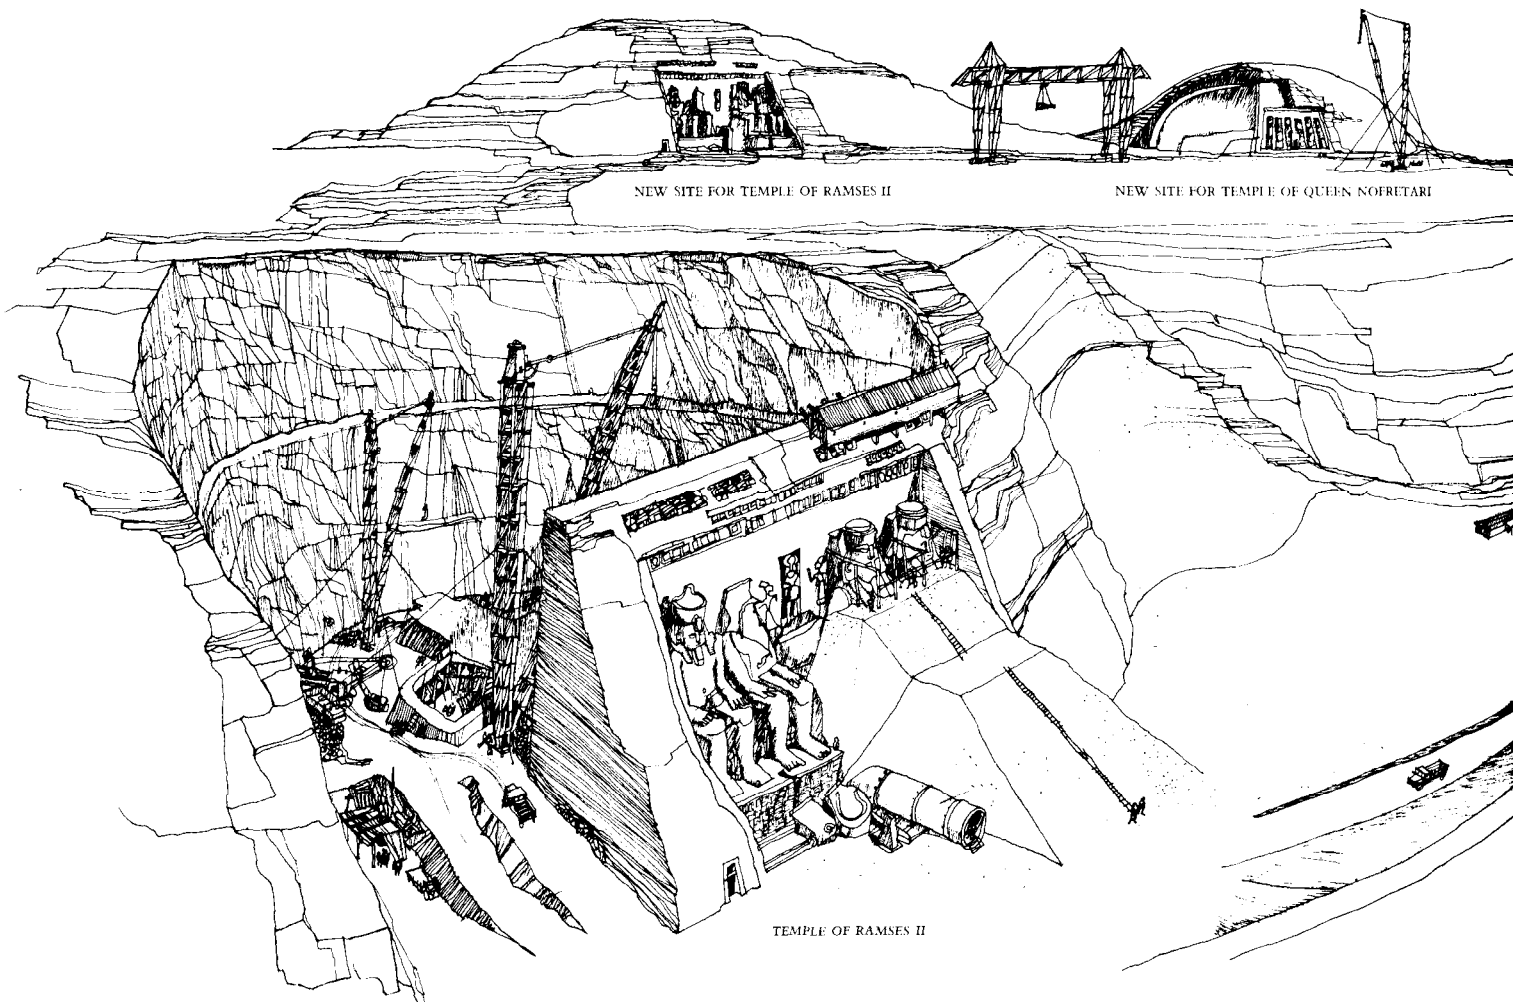 NEW SITE FOR TEMPLE OF RAMSES II
NEW SITE FOR TEMPLE OF QUEEN NOFRETARI
TEMPLE OF RAMSES II